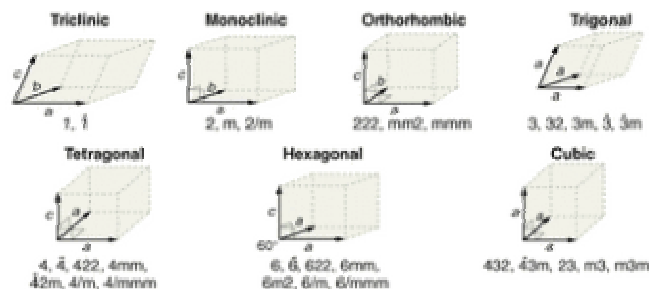 Triclinic Monoclinic Orthorhombic Trigonal
c b a c b a c b a a a a
1, 1̄ 2, m, 2/m 222, mm2, mmm 3, 32, 3m, 3̄, 3̄m
Tetragonal Hexagonal Cubic
c a a c a a 60° a a a
4, 4̄, 422, 4mm, 6, 6̄, 622, 6mm, 432, 4̄3m, 23, m3, m3m
4̄2m, 4/m, 4/mmm 6m2, 6/m, 6/mmm